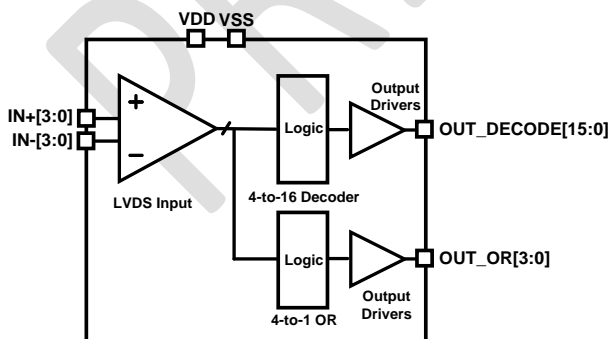 VDD VSS
Output
Drivers
IN+[3:0]
IN-[3:0]
+
−
Logic
OUT_DECODE[15:0]
LVDS Input
4-to-16 Decoder
Logic
OUT_OR[3:0]
4-to-1 OR
Output
Drivers